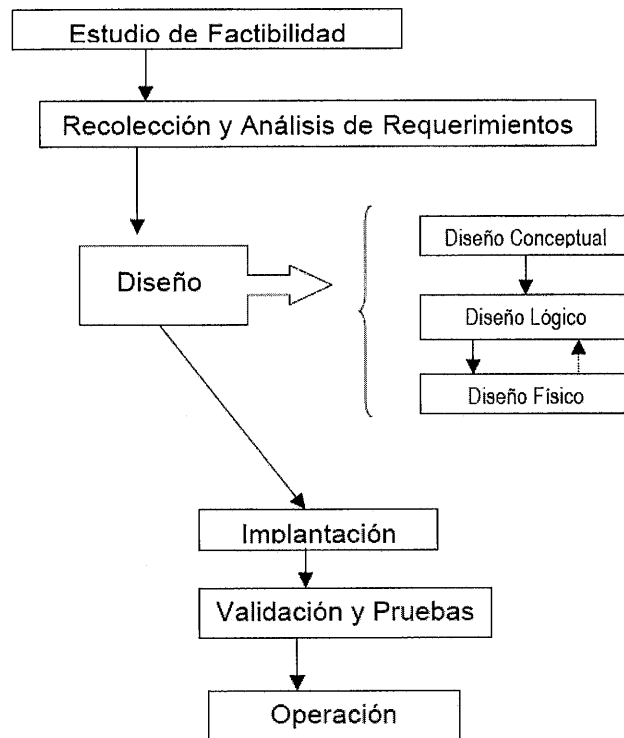 Estudio de Factibilidad
Recolección y Análisis de Requerimientos
Diseño
Diseño Conceptual
Diseño Lógico
Diseño Físico
Implantación
Validación y Pruebas
Operación